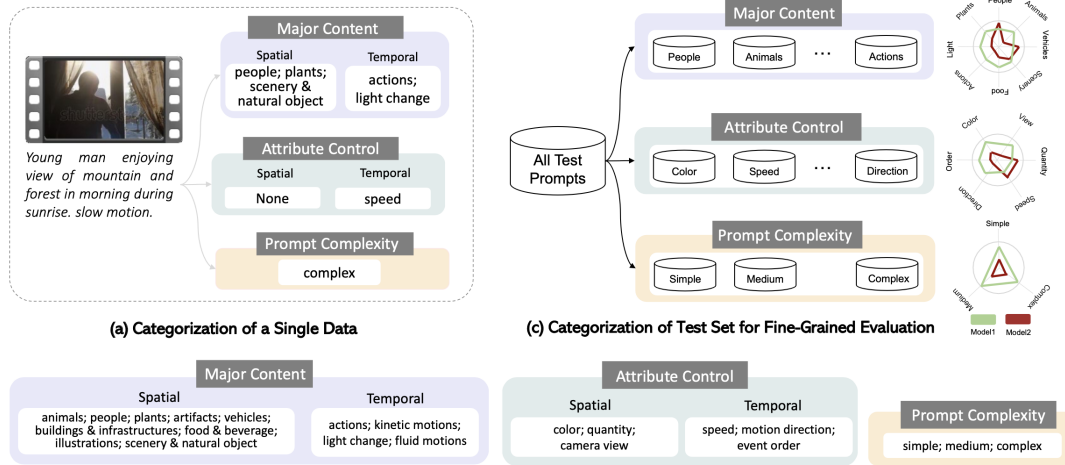 Major Content
Spatial
Temporal
people; plants;
scenery &
natural object
actions;
light change
Attribute Control
Spatial
Temporal
None
speed
Prompt Complexity
complex
shutterstock
Young man enjoying
view of mountain and
forest in morning during
sunrise. slow motion.
(a) Categorization of a Single Data
All Test
Prompts
Major Content
People
Animals
...
Actions
Attribute Control
Color
Speed
...
Direction
Prompt Complexity
Simple
Medium
Complex
People
Animals
Vehicles
Scenery
Food
Actions
Light
Plants
Color
View
Quantity
Speed
Direction
Order
Simple
Complex
Medium
Model1
Model2
(c) Categorization of Test Set for Fine-Grained Evaluation
Major Content
Spatial
Temporal
animals; people; plants; artifacts; vehicles;
buildings & infrastructures; food & beverage;
illustrations; scenery & natural object
actions; kinetic motions;
light change; fluid motions
Attribute Control
Spatial
Temporal
color; quantity;
camera view
speed; motion direction;
event order
Prompt Complexity
simple; medium; complex